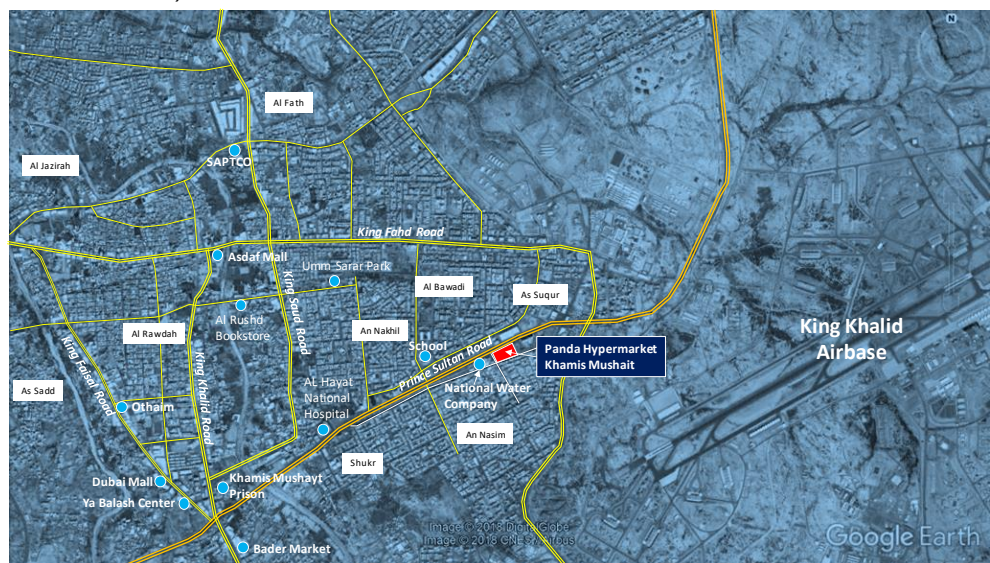 N
Al Fath
SAPTCO
Al Jazirah
King Fahd Road
Asdaf Mall
Umm Sarar Park
King Saud Road
Al Bawadi
As Suqur
Al Rushd
Bookstore
Al Rawdah
An Nakhil
King Khalid
Airbase
School
Prince Sultan Road
Panda Hypermarket
Khamis Mushait
King Faisal Road
King Khalid Road
As Sadd
Otham
AL Hayat
National
Hospital
National Water
Company
An Nasim
Shukr
Dubai Mall
Khamis Mushayt
Prison
Ya Balash Center
Bader Market
Image © 2018 DigitalGlobe
Image © 2018 CNES / Airbus
Google Earth